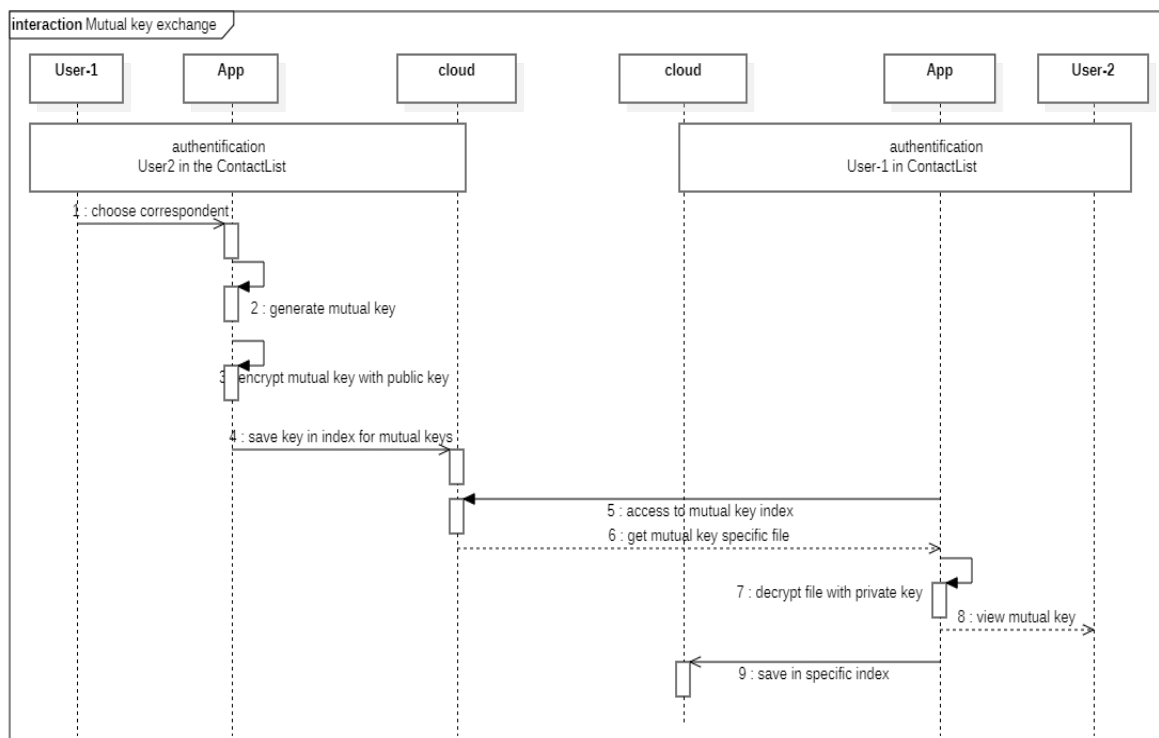 interaction Mutual key exchange
User-1
App
cloud
cloud
App
User-2
authentification
User2 in the ContactList
authentification
User-1 in ContactList
1 : choose correspondent
2 : generate mutual key
3 : encrypt mutual key with public key
4 : save key in index for mutual keys
5 : access to mutual key index
6 : get mutual key specific file
7 : decrypt file with private key
8 : view mutual key
9 : save in specific index